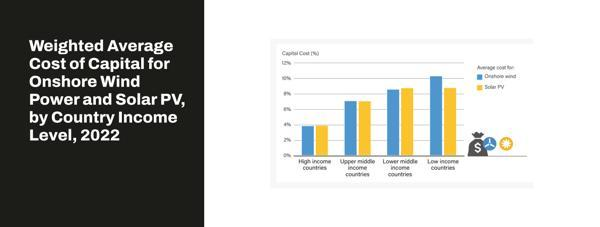 Weighted Average
Cost of Capital for
Onshore Wind
Power and Solar PV,
by Country Income
Level, 2022
Capital Cost (%)
12%
10%
8%
6%
4%
2%
0%
High income
countries
Upper middle
income
countries
Lower middle
income
countries
Low income
countries
Average cost for:
Onshore wind
Solar PV
$